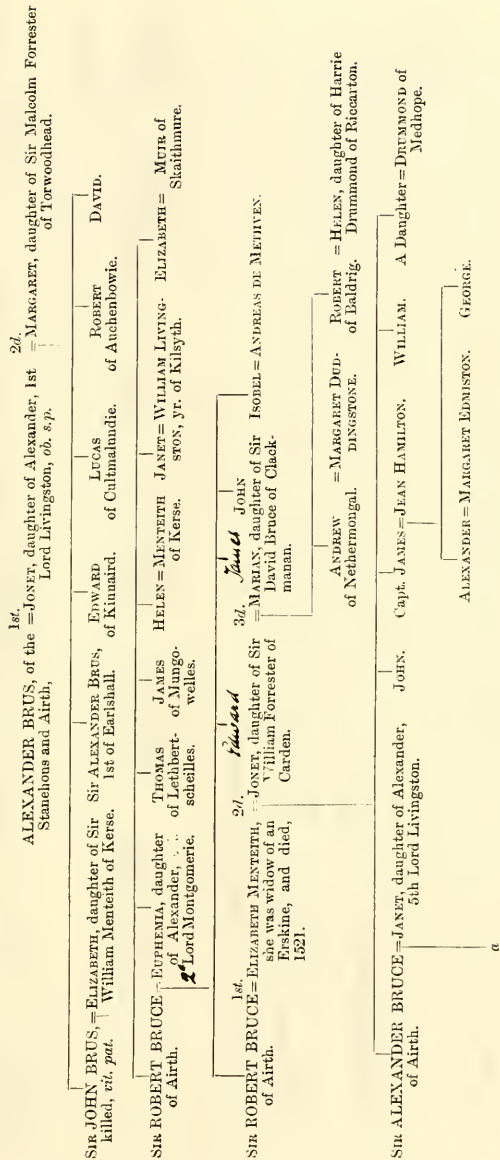 1st. 2d.
ALEXANDER BRUS, of the =JONET, daughter of Alexander, 1st =MARGARET, daughter of Sir Malcolm Forrester
Stanehous and Airth, Lord Livingston, ob. s.p. of Torwoodhead.
SIR JOHN BRUS, =ELIZABETH, daughter of Sir SIR ALEXANDER BRUS, EDWARD LUCAS ROBERT DAVID.
killed, vit. pat. William Menteith of Kerse. 1st of Earlshall. of Kinnaird. of Cultmalundie. of Auchenbowie.
SIR ROBERT BRUCE =EUPHEMIA, daughter THOMAS JAMES HELEN=MENTEITH JANET=WILLIAM LIVING- ELIZABETH= MUIR of
of Airth. of Alexander, of Lethbert- of Mungo- of Kerse. STON, yr. of Kilsyth. Skaithmure.
2d Lord Montgomerie. scheilles. welles.
1st. 2d. Edward 3d. James JOHN
SIR ROBERT BRUCE=ELIZABETH MENTEITH, =JONET, daughter of Sir =MARIAN, daughter of Sir ISOBEL=ANDREAS DE METHVEN.
of Airth. she was widow of an William Forrester of David Bruce of Clack-
Erskine, and died, Carden. manan.
1521.
ANDREW =MARGARET DUD- ROBERT =HELEN, daughter of Harrie
of Nethermongal. DINGSTONE. of Baldrig. Drummond of Riccarton.
SIR ALEXANDER BRUCE=JANET, daughter of Alexander, JOHN. Capt. JAMES=JEAN HAMILTON. WILLIAM. A Daughter=DRUMMOND of
of Airth. 5th Lord Livingston. Medhope.
ALEXANDER=MARGARET EDMISTON. GEORGE.
a